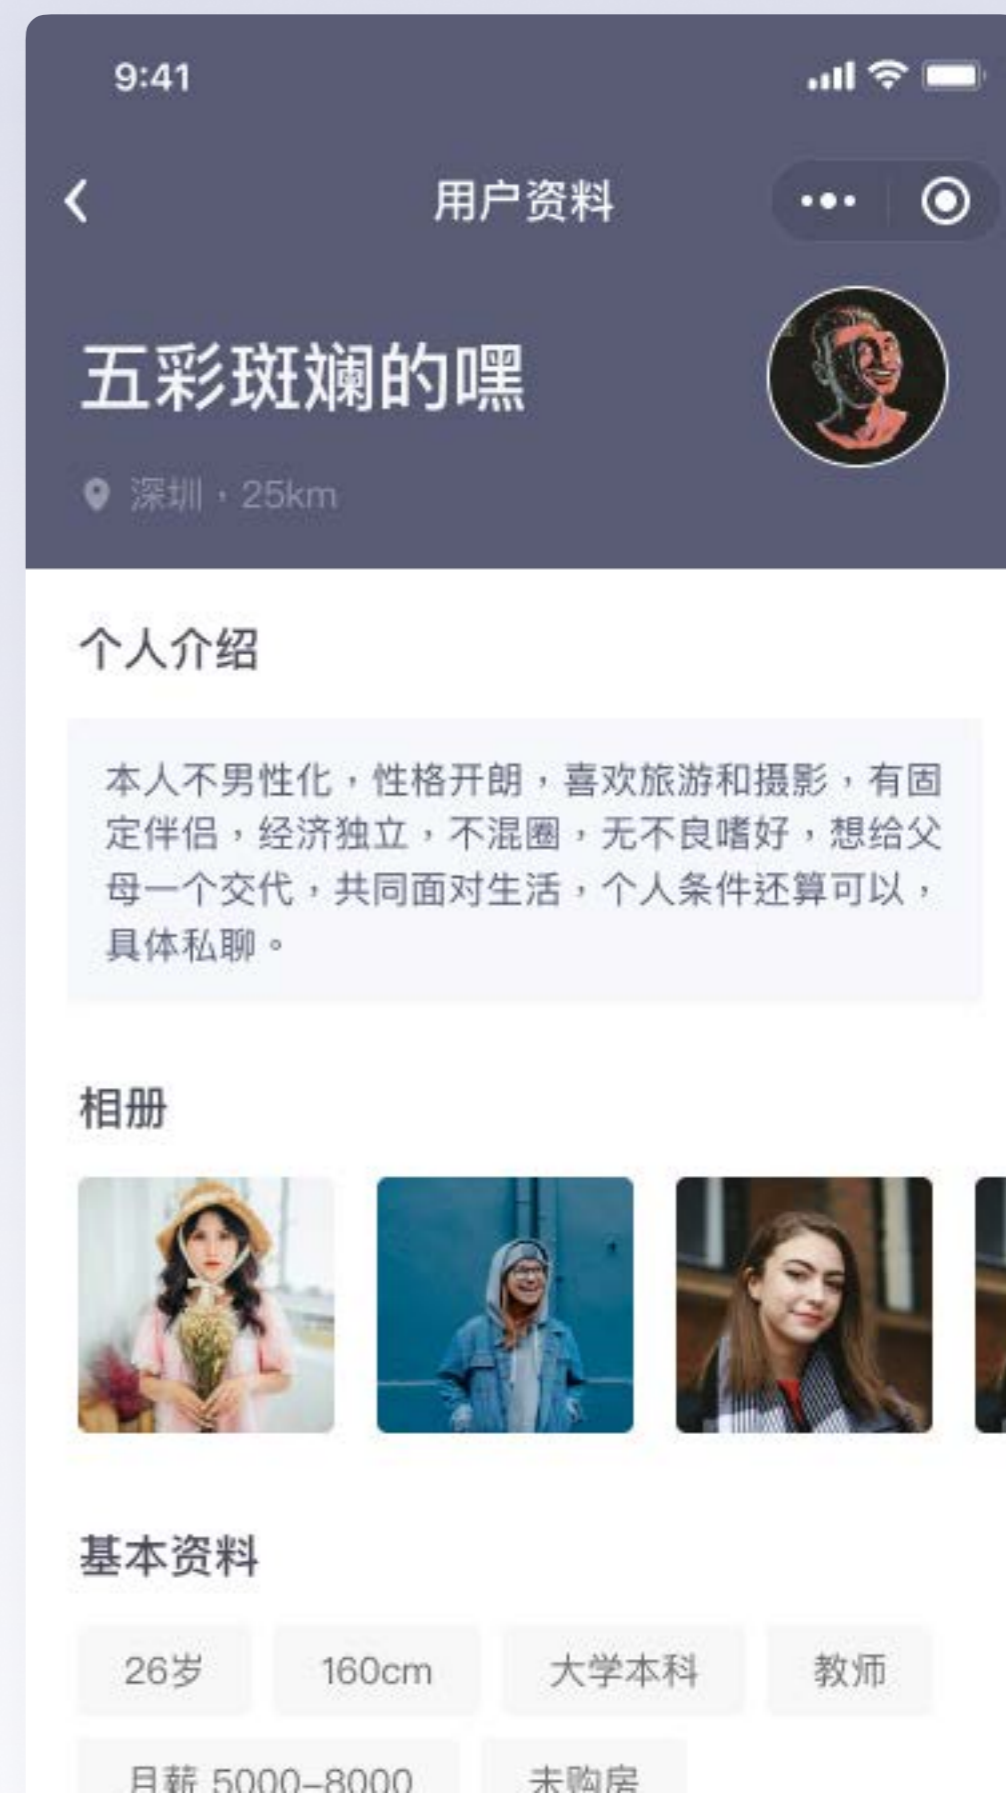 9:41
用户资料
五彩斑斓的嘿
深圳，25km
个人介绍
本人不男性化，性格开朗，喜欢旅游和摄影，有固
定伴侣，经济独立，不混圈，无不良嗜好，想给父
母一个交代，共同面对生活，个人条件还算可以，
具体私聊。
相册
基本资料
26岁 160cm 大学本科 教师
月薪 5000–8000 未购房